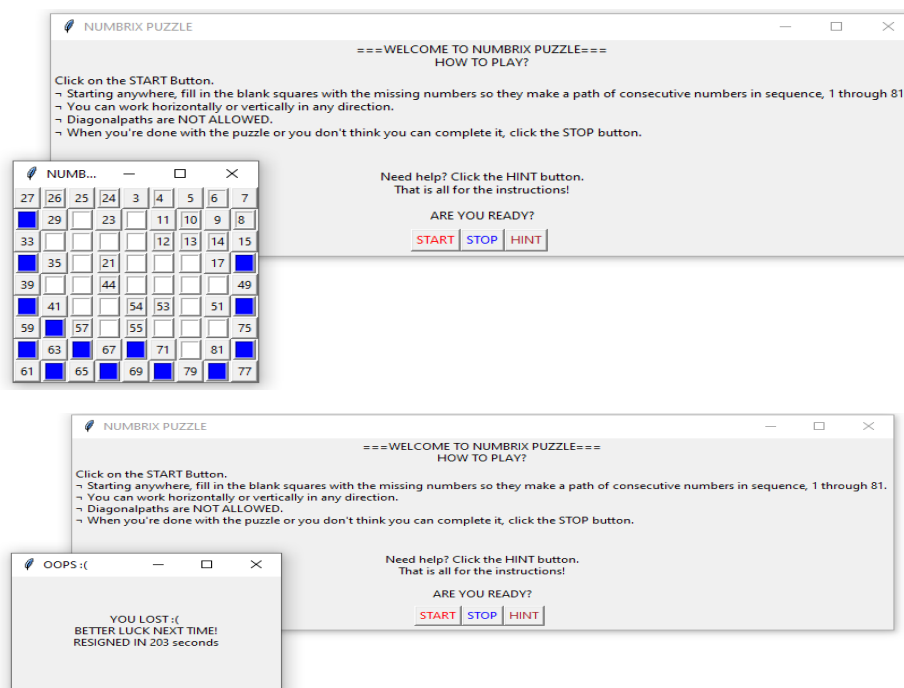 NUMBRIX PUZZLE
===WELCOME TO NUMBRIX PUZZLE===
HOW TO PLAY?
Click on the START Button.
¬ Starting anywhere, fill in the blank squares with the missing numbers so they make a path of consecutive numbers in sequence, 1 through 81
¬ You can work horizontally or vertically in any direction.
¬ Diagonalpaths are NOT ALLOWED.
¬ When you're done with the puzzle or you don't think you can complete it, click the STOP button.
Need help? Click the HINT button.
That is all for the instructions!
ARE YOU READY?
START STOP HINT
NUMB...
27 26 25 24 3 4 5 6 7
29 23 11 10 9 8
33 12 13 14 15
35 21 17
39 44 49
41 54 53 51
59 57 55 75
63 67 71 81
61 65 69 79 77
NUMBRIX PUZZLE
===WELCOME TO NUMBRIX PUZZLE===
HOW TO PLAY?
Click on the START Button.
¬ Starting anywhere, fill in the blank squares with the missing numbers so they make a path of consecutive numbers in sequence, 1 through 81.
¬ You can work horizontally or vertically in any direction.
¬ Diagonalpaths are NOT ALLOWED.
¬ When you're done with the puzzle or you don't think you can complete it, click the STOP button.
Need help? Click the HINT button.
That is all for the instructions!
ARE YOU READY?
START STOP HINT
OOPS :(
YOU LOST :(
BETTER LUCK NEXT TIME!
RESIGNED IN 203 seconds